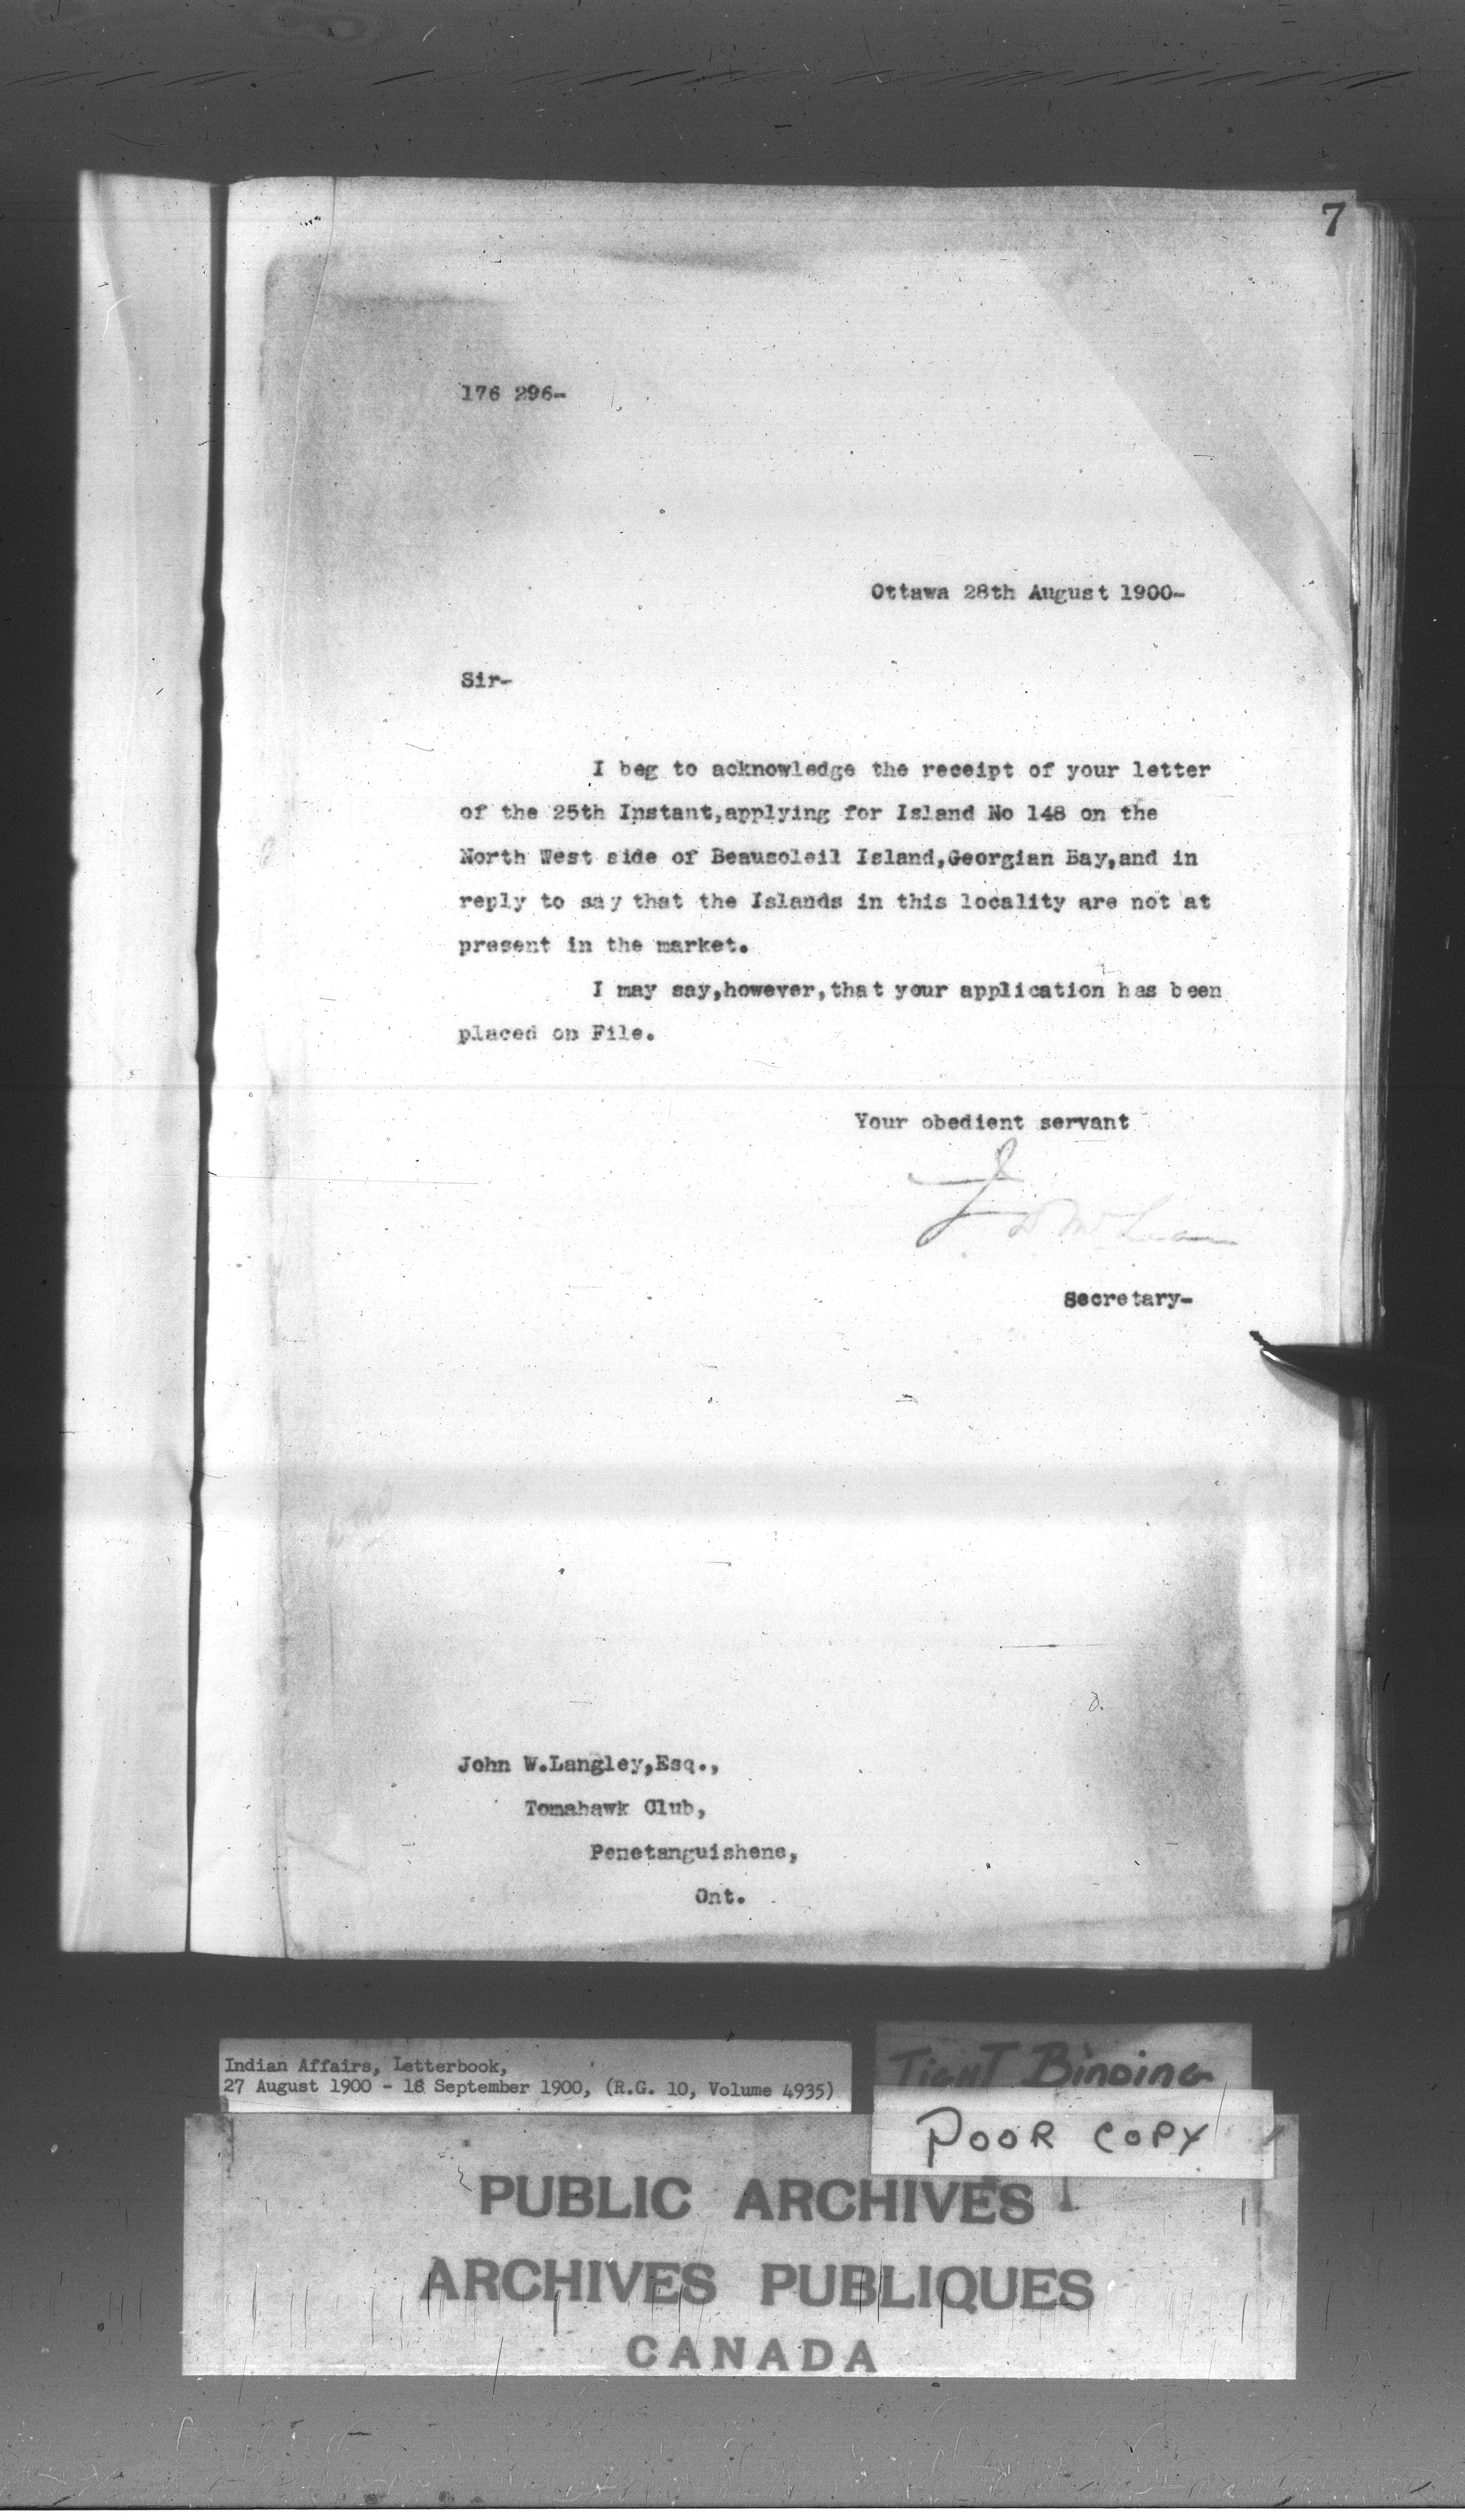 7
176 296-
Ottawa 28th August 1900-
Sir-
I beg to acknowledge the receipt of your letter
of the 25th Instant,applying for Island No 148 on the
North West side of Beausoleil Island,Georgian Bay,and in
reply to say that the Islands in this locality are not at
present in the market.
I may say,however,that your application has been
placed on File.
Your obedient servant
J D McLean
Secretary-
John W.Langley,Esq.,
Tomahawk Club,
Penetanguishene,
Ont.
Indian Affairs, Letterbook,
27 August 1900 - 18 September 1900, (R.G. 10, Volume 4935)
TIGHT BINDING
POOR COPY
PUBLIC ARCHIVES
ARCHIVES PUBLIQUES
CANADA